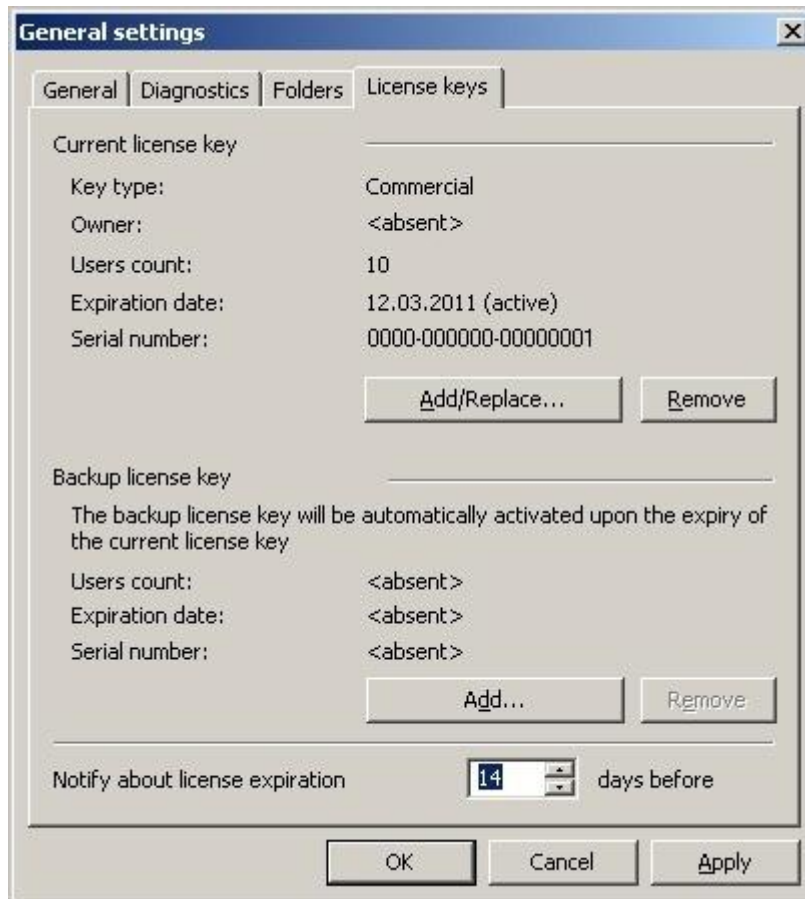 General settings
General Diagnostics Folders License keys
Current license key
Key type: Commercial
Owner: <absent>
Users count: 10
Expiration date: 12.03.2011 (active)
Serial number: 0000-000000-00000001
Add/Replace... Remove
Backup license key
The backup license key will be automatically activated upon the expiry of
the current license key
Users count: <absent>
Expiration date: <absent>
Serial number: <absent>
Add... Remove
Notify about license expiration 14 days before
OK Cancel Apply